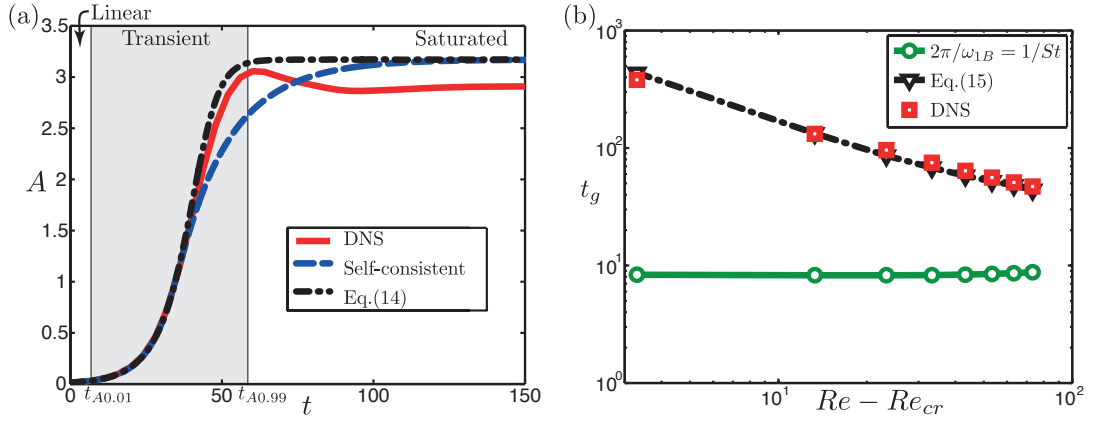 (a)
Linear
Transient
Saturated
3.5
3
2.5
2
1.5
1
0.5
0
A
DNS
Self-consistent
Eq.(14)
0
50
100
150
t_{A0.01}
t_{A0.99}
t
(b)
10^3
10^2
10^1
10^0
t_g
2π/ω_{1B} = 1/St
Eq.(15)
DNS
10^1
10^2
Re − Re_{cr}